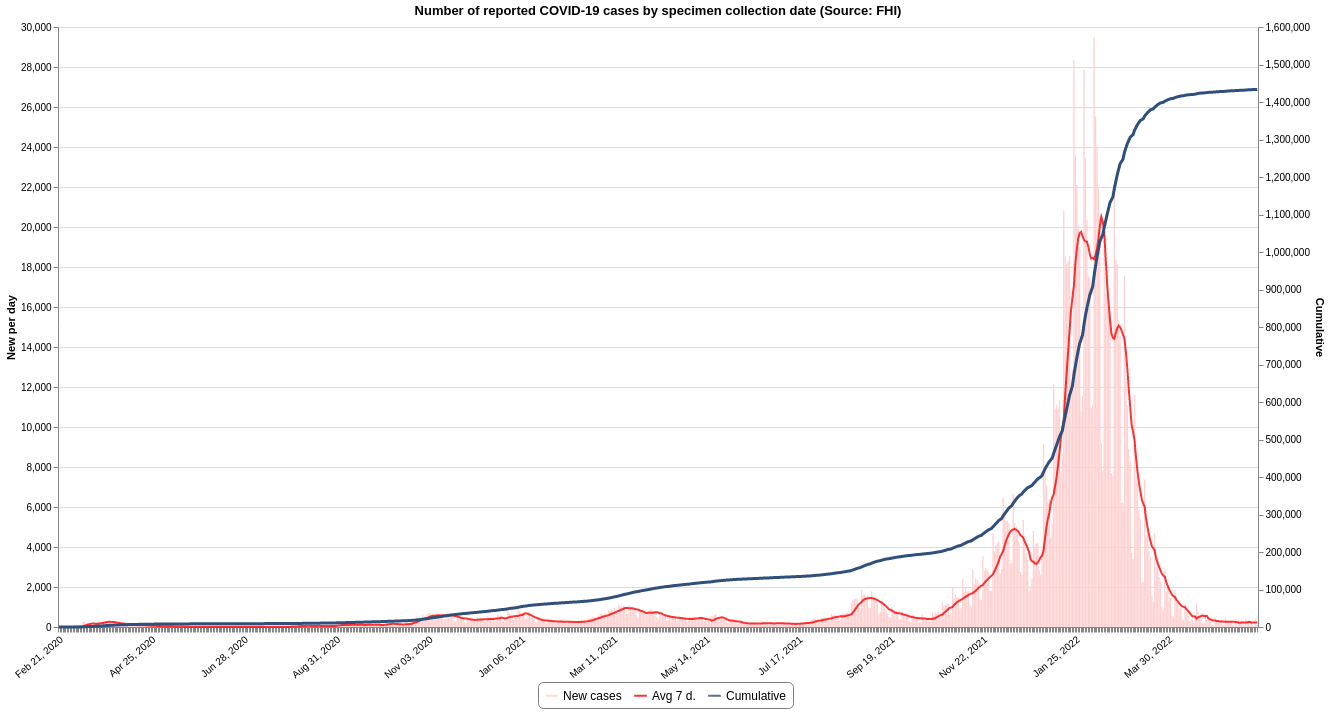 Number of reported COVID-19 cases by specimen collection date (Source: FHI)
30,000
28,000
26,000
24,000
22,000
20,000
18,000
16,000
14,000
12,000
10,000
8,000
6,000
4,000
2,000
0
New per day
1,600,000
1,500,000
1,400,000
1,300,000
1,200,000
1,100,000
1,000,000
900,000
800,000
700,000
600,000
500,000
400,000
300,000
200,000
100,000
0
Cumulative
Feb 21, 2020
Apr 25, 2020
Jun 28, 2020
Aug 31, 2020
Nov 03, 2020
Jan 06, 2021
Mar 11, 2021
May 14, 2021
Jul 17, 2021
Sep 19, 2021
Nov 22, 2021
Jan 25, 2022
Mar 30, 2022
New cases Avg 7 d. Cumulative